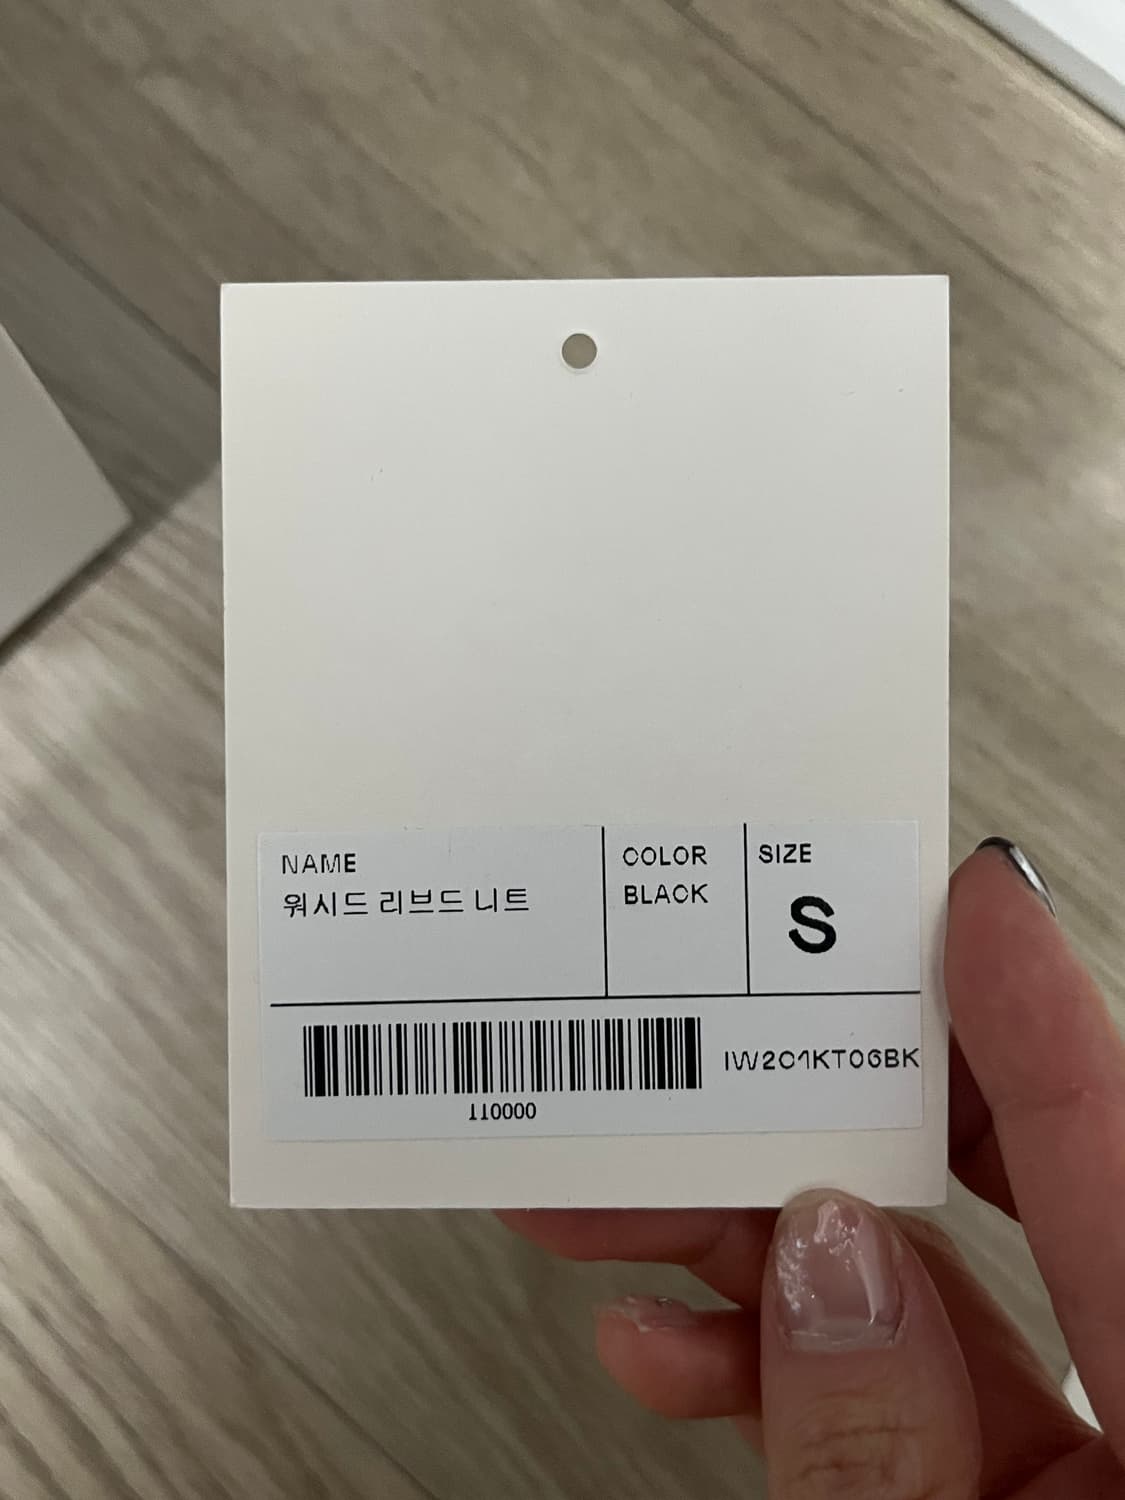 NAME
워시드 리브드 니트
COLOR
BLACK
SIZE
S
IW201KT06BK
110000